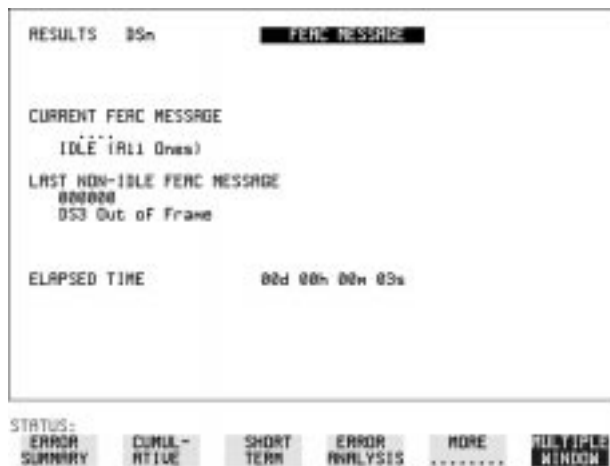 RESULTS DSn FEAC MESSAGE
CURRENT FEAC MESSAGE
....
IDLE (All Ones)
LAST NON-IDLE FEAC MESSAGE
000000
DS3 Out of Frame
ELAPSED TIME 00d 00h 00m 03s
STATUS:
ERROR SUMMARY CUMUL-ATIVE SHORT TERM ERROR ANALYSIS MORE ........ MULTIPLE WINDOW